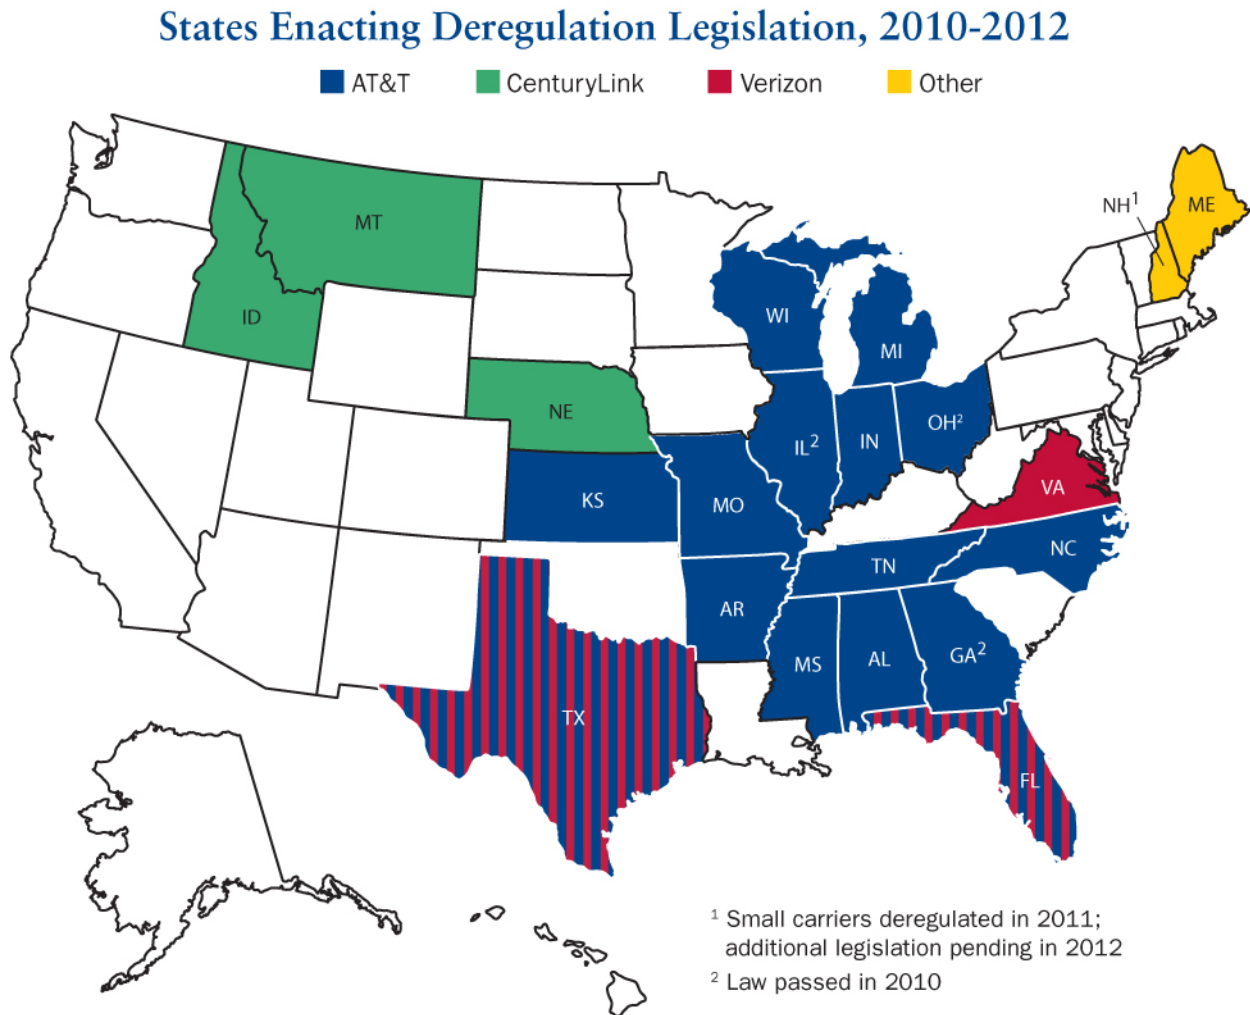 States Enacting Deregulation Legislation, 2010-2012
AT&T CenturyLink Verizon Other
MT
ID
NE
KS
WI
MI
IL²
IN
OH²
MO
AR
TN
MS
AL
GA²
NC
VA
TX
FL
NH¹
ME
¹ Small carriers deregulated in 2011;
additional legislation pending in 2012
² Law passed in 2010